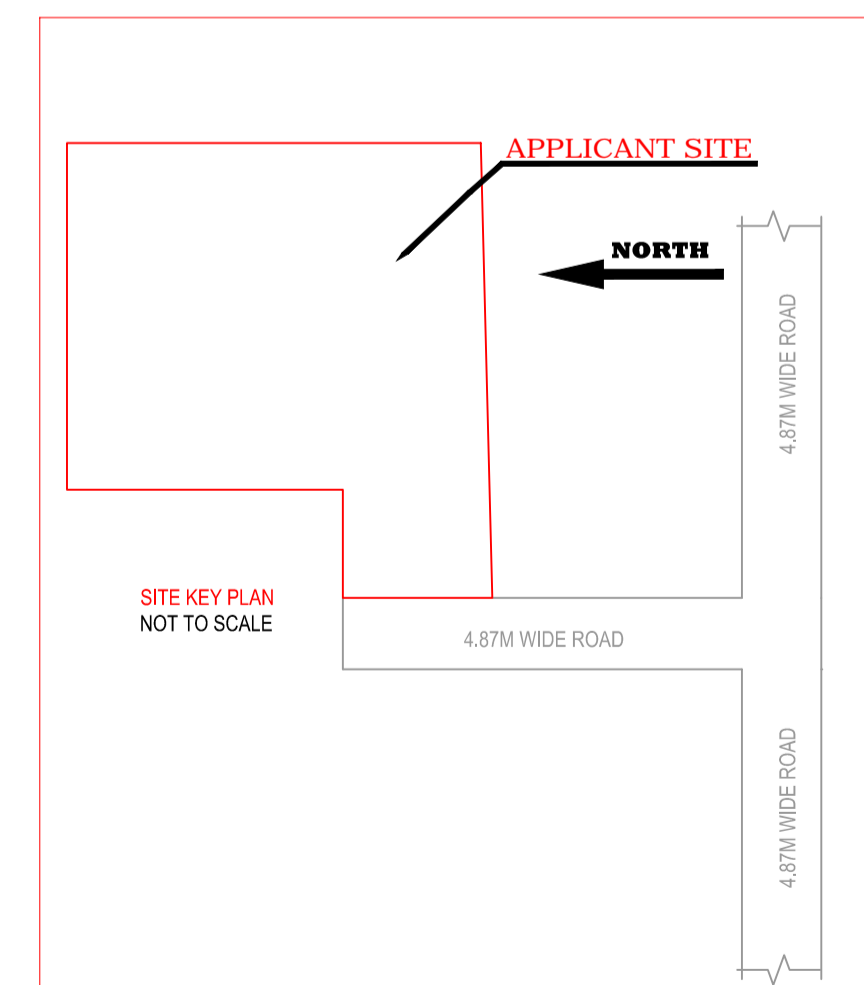 APPLICANT SITE
NORTH
4.87M WIDE ROAD
SITE KEY PLAN
NOT TO SCALE
4.87M WIDE ROAD
4.87M WIDE ROAD